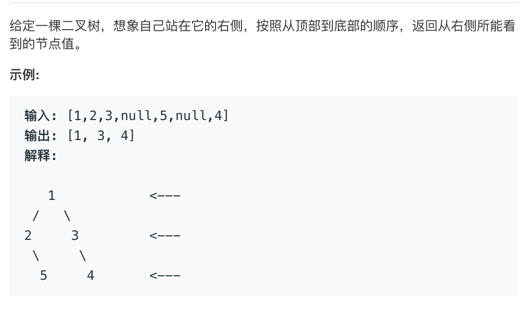 给定一棵二叉树，想象自己站在它的右侧，按照从顶部到底部的顺序，返回从右侧所能看
到的节点值。
示例:
输入: [1,2,3,null,5,null,4]
输出: [1, 3, 4]
解释:
1 <---
/ \
2 3 <---
\ \
5 4 <---